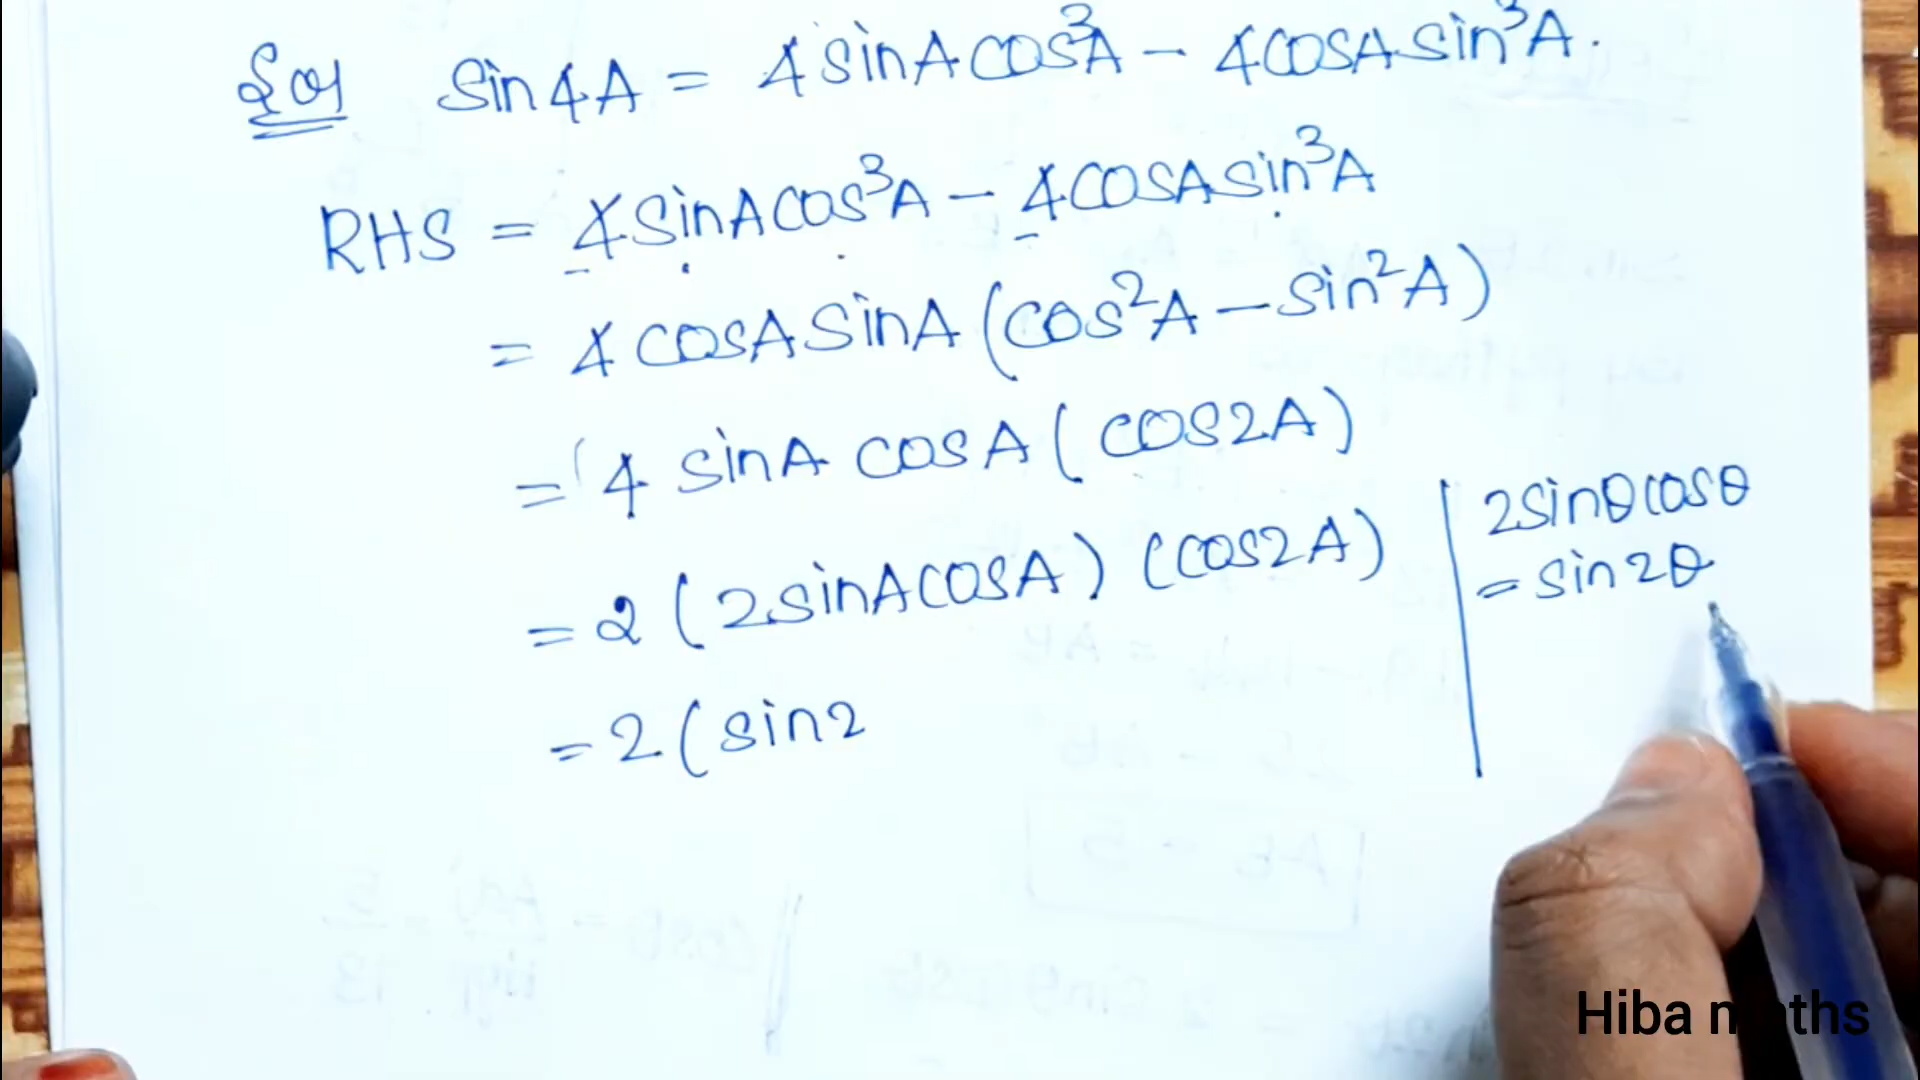 Sol sin4A = 4sinAcos³A - 4cosAsin³A.
RHS = 4sinAcos³A - 4cosAsin³A
= 4cosAsinA(cos²A - sin²A)
= 4 sinA cosA(cos2A)
= 2(2sinAcosA)(cos2A)
= 2(sin2
2sinθcosθ
= sin2θ
Hiba